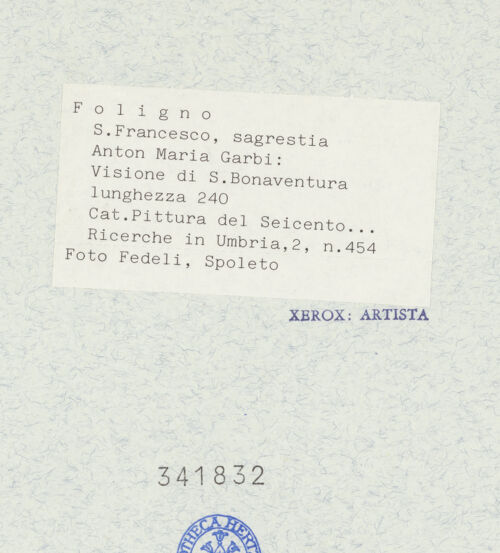 F o l i g n o
S.Francesco, sagrestia
Anton Maria Garbi:
Visione di S.Bonaventura
lunghezza 240
Cat.Pittura del Seicento...
Ricerche in Umbria,2, n.454
Foto Fedeli, Spoleto
XEROX: ARTISTA
341832